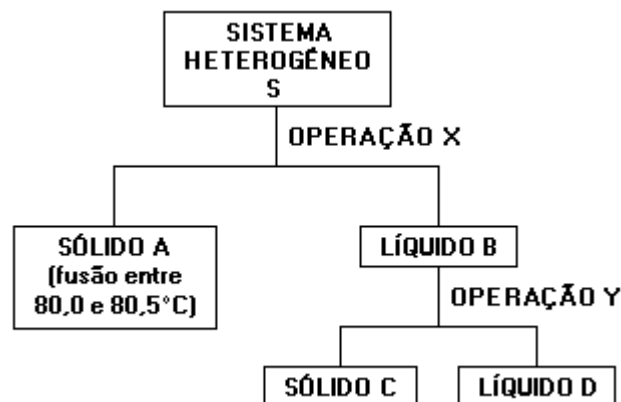 SISTEMA
HETEROGÊNEO
S
OPERAÇÃO X
SÓLIDO A
(fusão entre
80,0 e 80,5°C)
LÍQUIDO B
OPERAÇÃO Y
SÓLIDO C
LÍQUIDO D